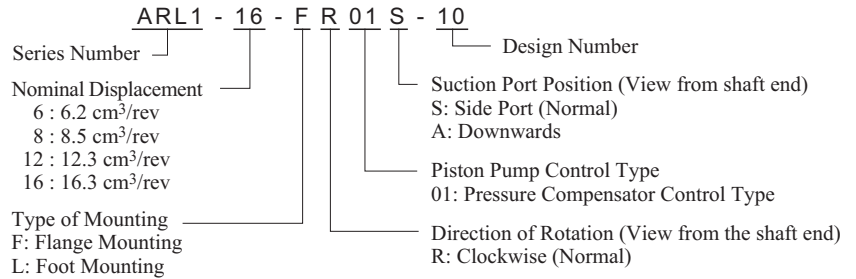 ARL1 - 16 - F R 01 S - 10
Series Number
Nominal Displacement
6 : 6.2 cm³/rev
8 : 8.5 cm³/rev
12 : 12.3 cm³/rev
16 : 16.3 cm³/rev
Type of Mounting
F: Flange Mounting
L: Foot Mounting
Design Number
Suction Port Position (View from shaft end)
S: Side Port (Normal)
A: Downwards
Piston Pump Control Type
01: Pressure Compensator Control Type
Direction of Rotation (View from the shaft end)
R: Clockwise (Normal)